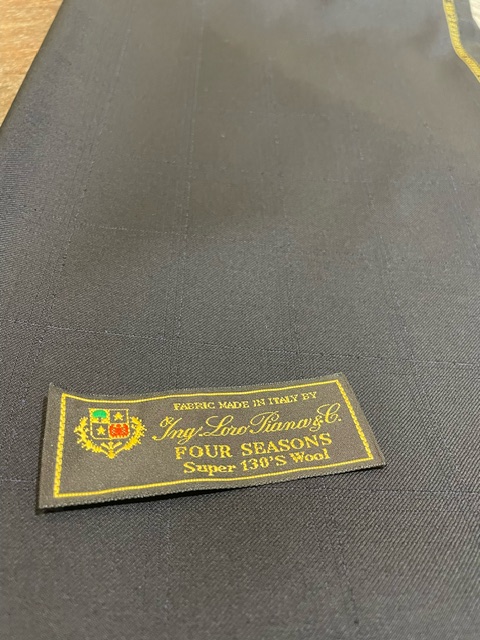 FABRIC MADE IN ITALY BY
Ing. Loro Piana & C.
FOUR SEASONS
Super 130'S Wool